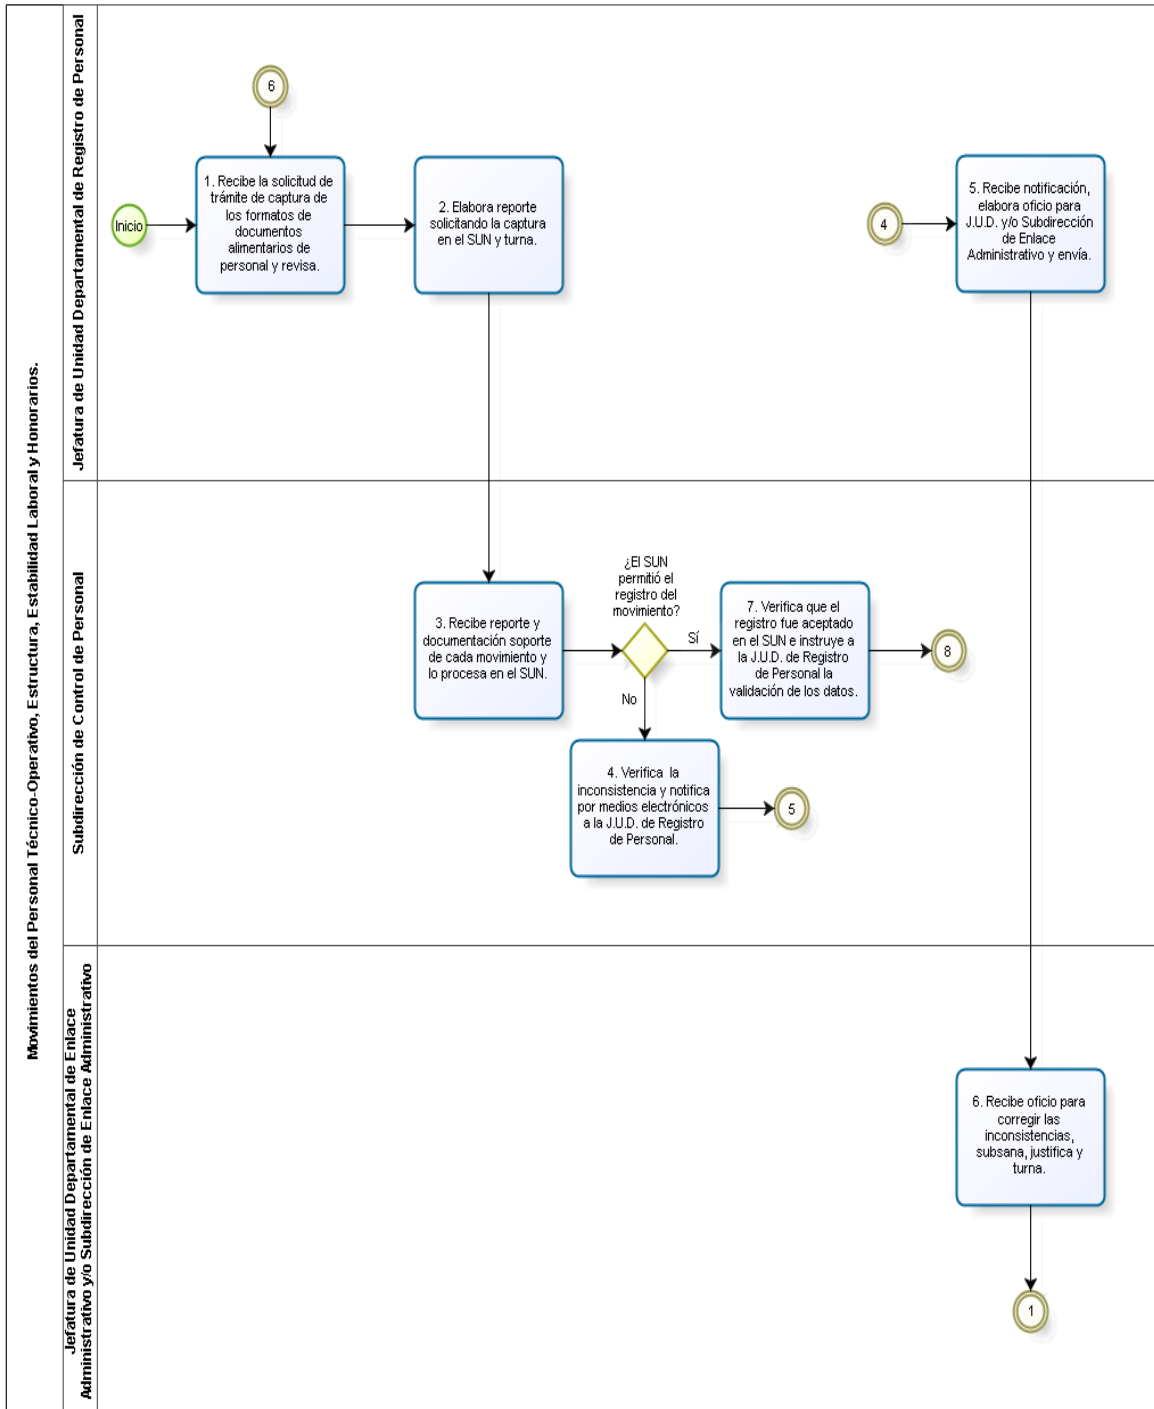 Movimientos del Personal Técnico-Operativo, Estructura, Estabilidad Laboral y Honorarios.
Jefatura de Unidad Departamental de Registro de Personal
6
Inicio
1. Recibe la solicitud de
trámite de captura de
los formatos de
documentos
alimentarios de
personal y revisa.
2. Elabora reporte
solicitando la captura
en el SUN y turna.
4
5. Recibe notificación,
elabora oficio para
J.U.D. y/o Subdirección
de Enlace
Administrativo y envía.
Subdirección de Control de Personal
3. Recibe reporte y
documentación soporte
de cada movimiento y
lo procesa en el SUN.
¿El SUN
permitió el
registro del
movimiento?
Sí
No
7. Verifica que el
registro fue aceptado
en el SUN e instruye a
la J.U.D. de Registro
de Personal la
validación de los datos.
8
4. Verifica la
inconsistencia y notifica
por medios electrónicos
a la J.U.D. de Registro
de Personal.
5
Jefatura de Unidad Departamental de Enlace
Administrativo y/o Subdirección de Enlace Administrativo
6. Recibe oficio para
corregir las
inconsistencias,
subsana, justifica y
turna.
1